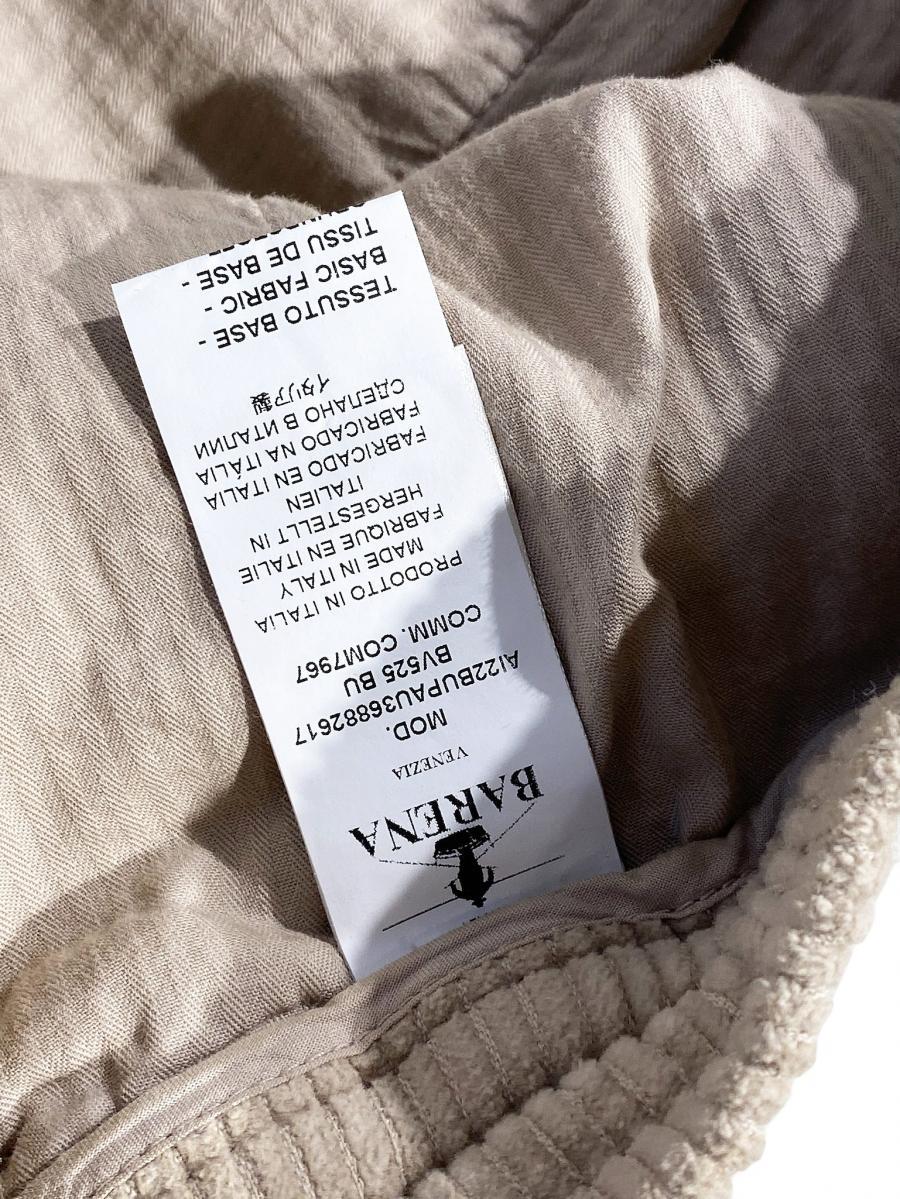 BARENA
VENEZIA
MOD.
AI22BUPAU36882617
BV525 BU
COMM. COM7967
PRODOTTO IN ITALIA
MADE IN ITALY
FABRIQUE EN ITALIE
HERGESTELLT IN
ITALIEN
FABRICADO EN ITALIA
FABRICADO NA ITÁLIA
СДЕЛАНО В ИТАЛИИ
イタリア製
TESSUTO BASE -
BASIC FABRIC -
TISSU DE BASE -